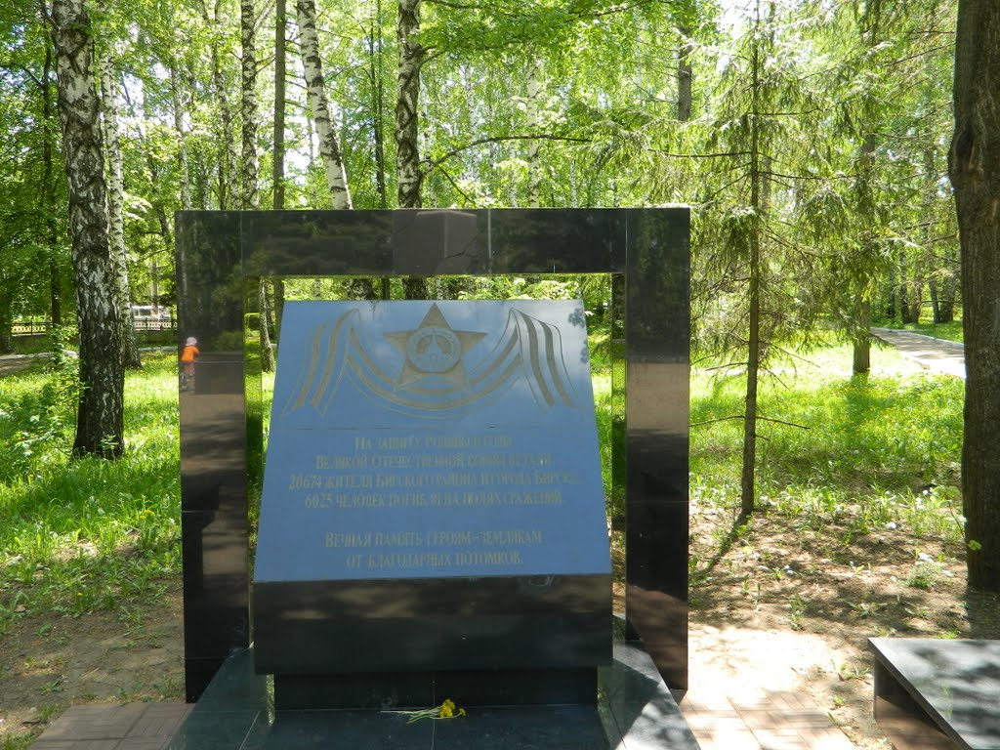 На защиту Родины в годы
Великой Отечественной войны встали
20674 жителя Бирского района и города Бирска.
6025 человек погибли на полях сражений.
Вечная память героям-землякам
от благодарных потомков.